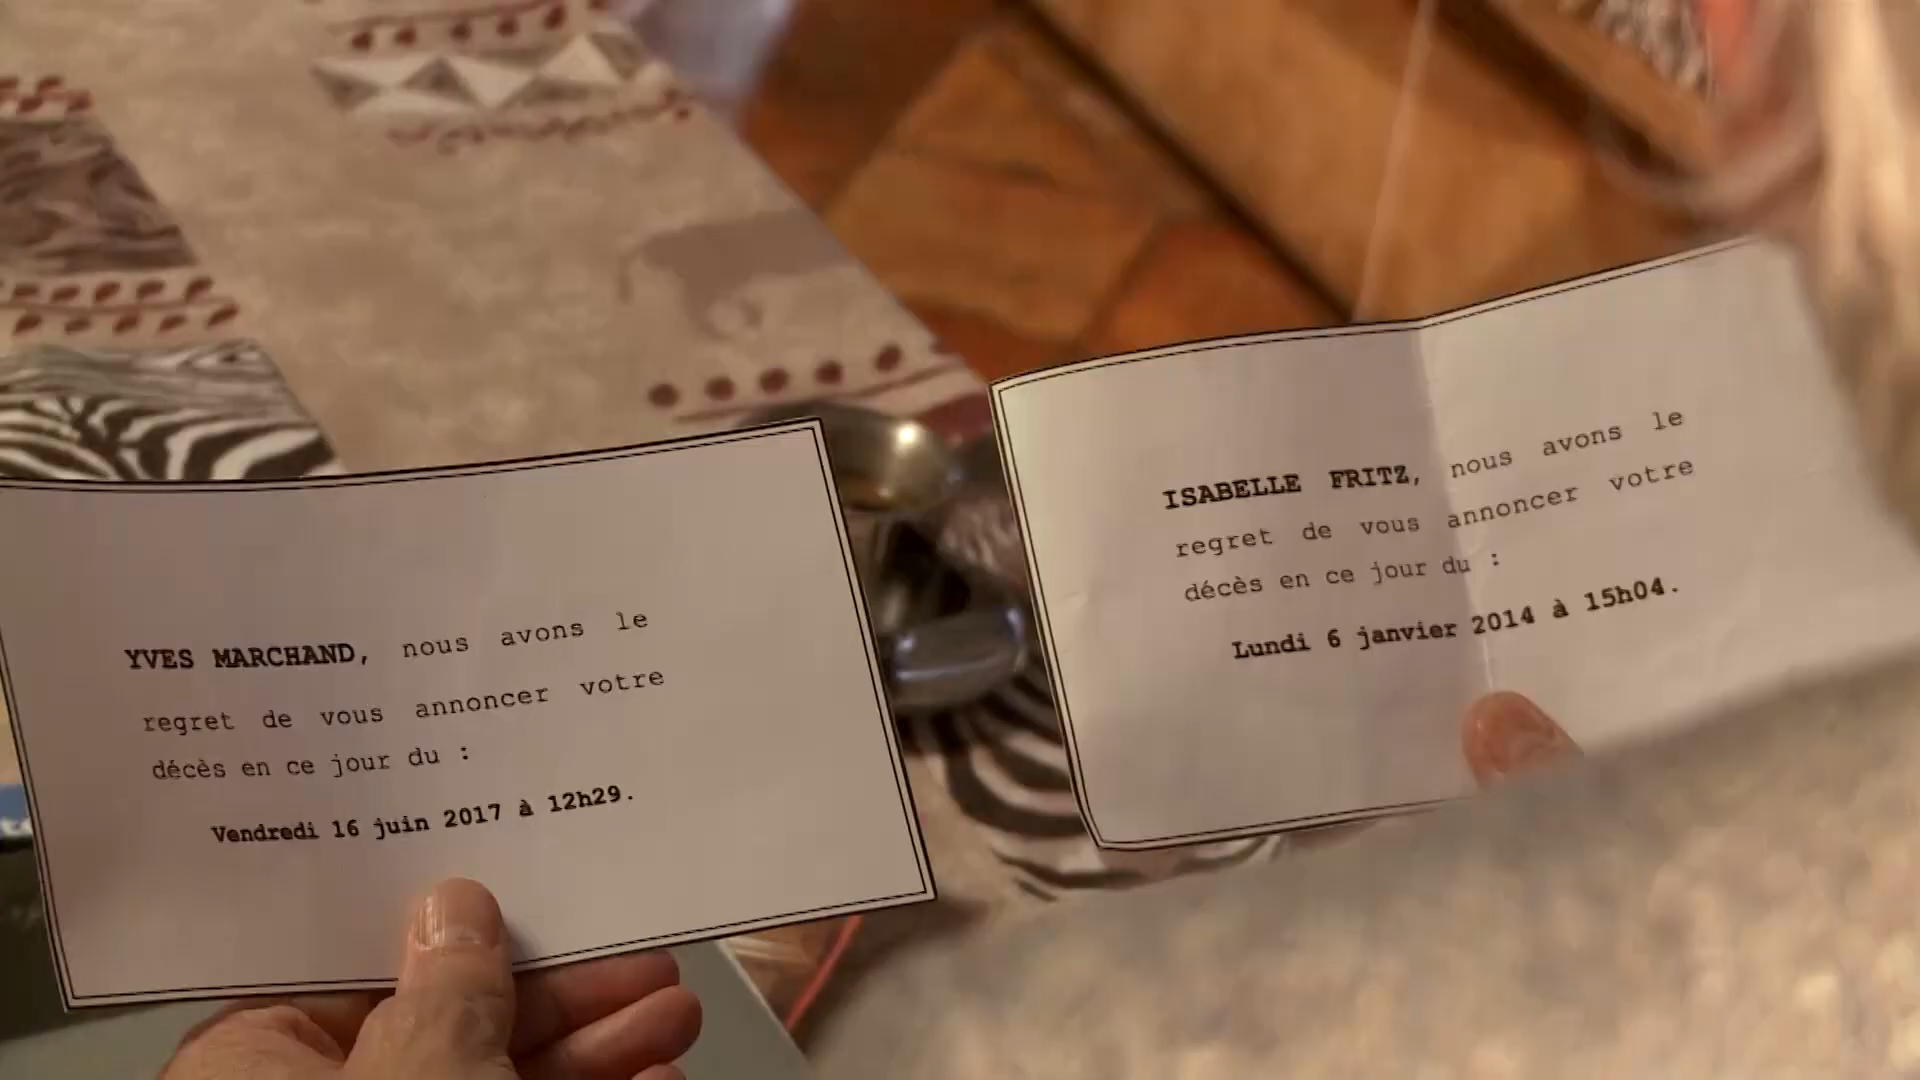 YVES MARCHAND, nous avons le
regret de vous annoncer votre
décès en ce jour du :
Vendredi 16 juin 2017 à 12h29.
ISABELLE FRITZ, nous avons le
regret de vous annoncer votre
décès en ce jour du :
Lundi 6 janvier 2014 à 15h04.